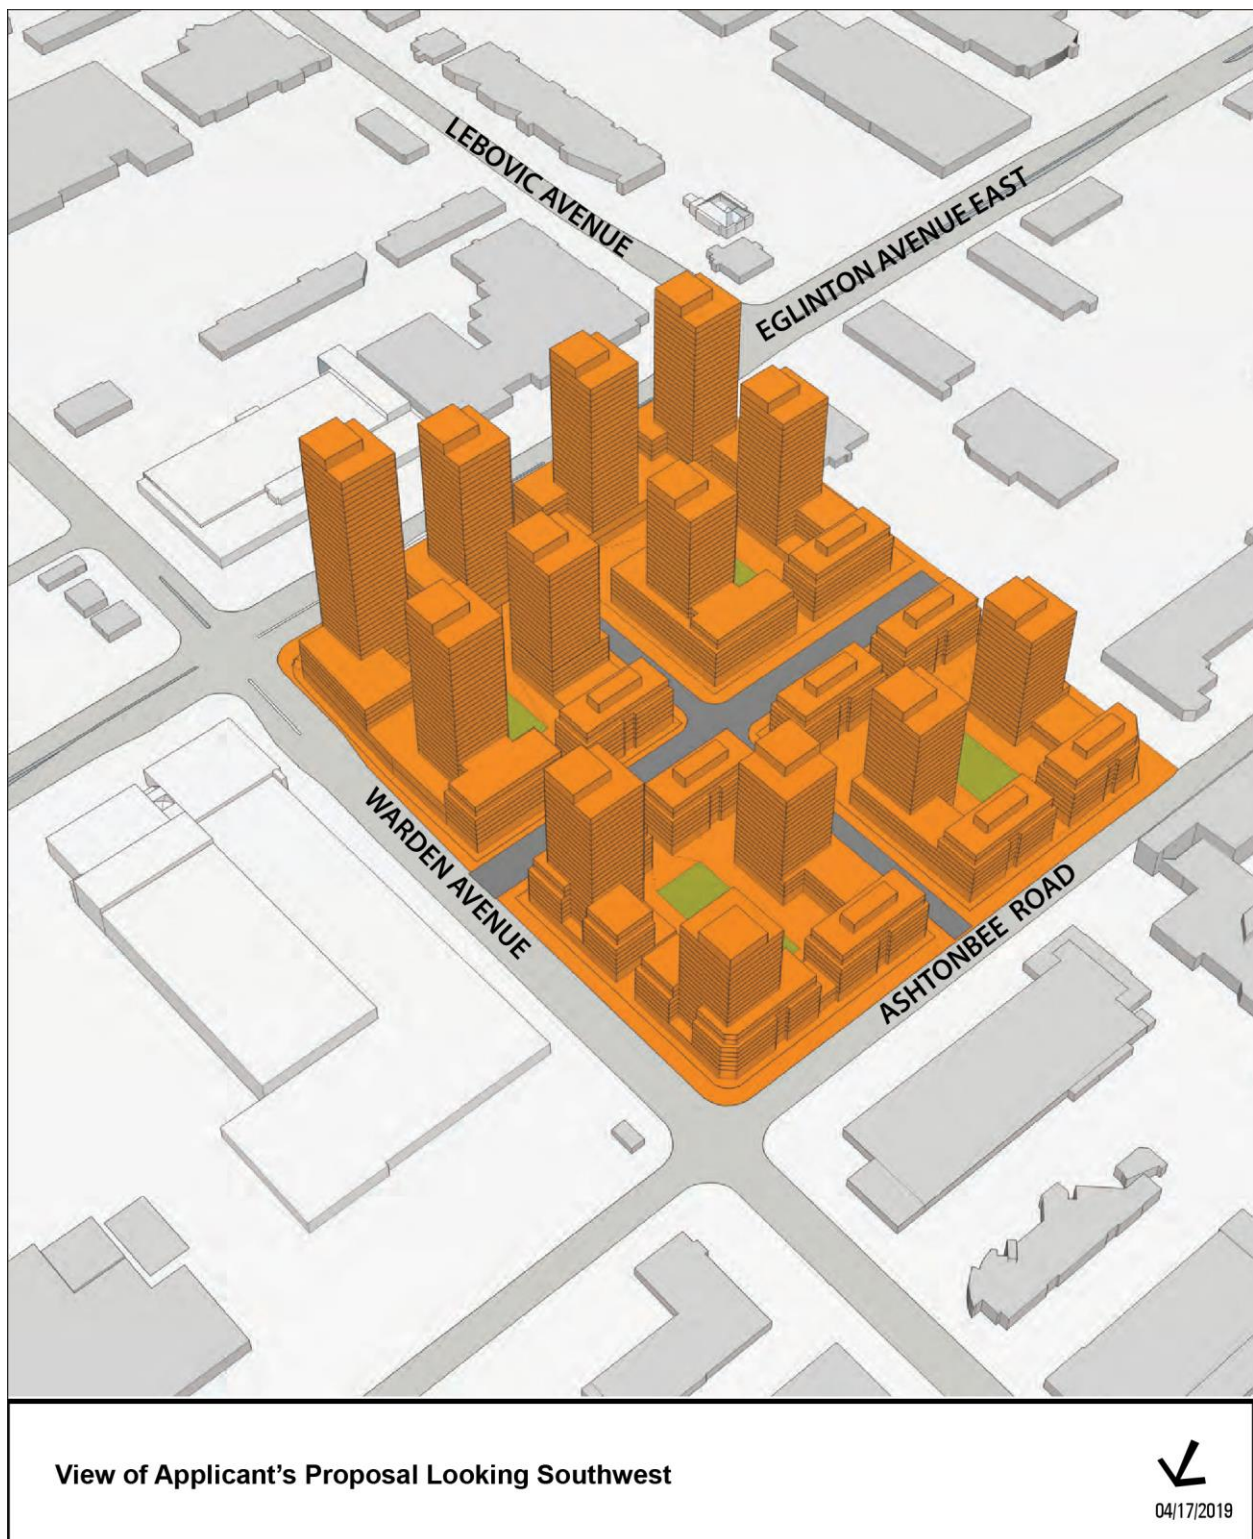 LEBOVIC AVENUE
EGLINTON AVENUE EAST
WARDEN AVENUE
ASHTONBEE ROAD
View of Applicant's Proposal Looking Southwest
04/17/2019